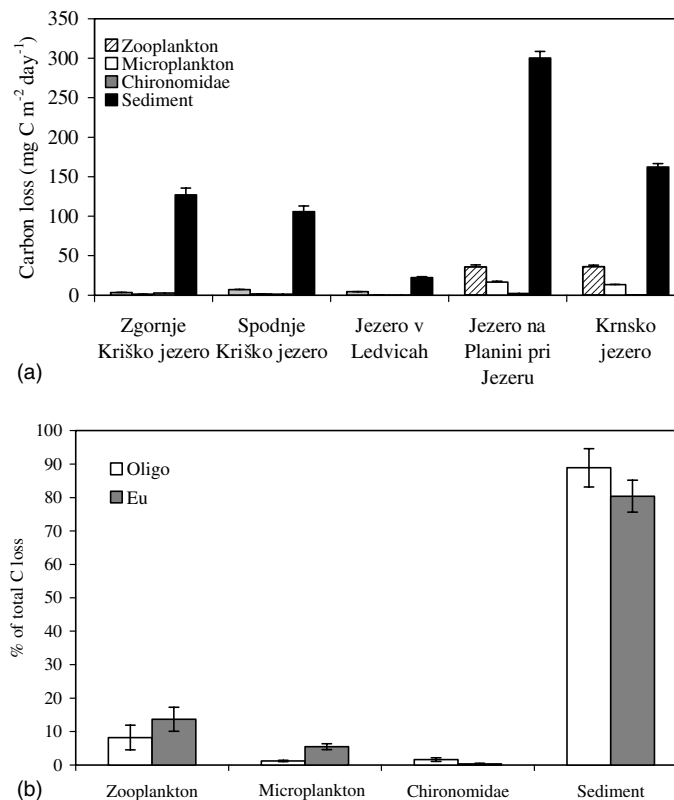 350
300
250
200
150
100
50
0
Carbon loss (mg C m⁻² day⁻¹)
Zooplankton
Microplankton
Chironomidae
Sediment
Zgornje
Kriško jezero
Spodnje
Kriško jezero
Jezero v
Ledvicah
Jezero na
Planini pri
Jezeru
Krnsko
jezero
(a)
100
90
80
70
60
50
40
30
20
10
0
% of total C loss
Oligo
Eu
Zooplankton
Microplankton
Chironomidae
Sediment
(b)